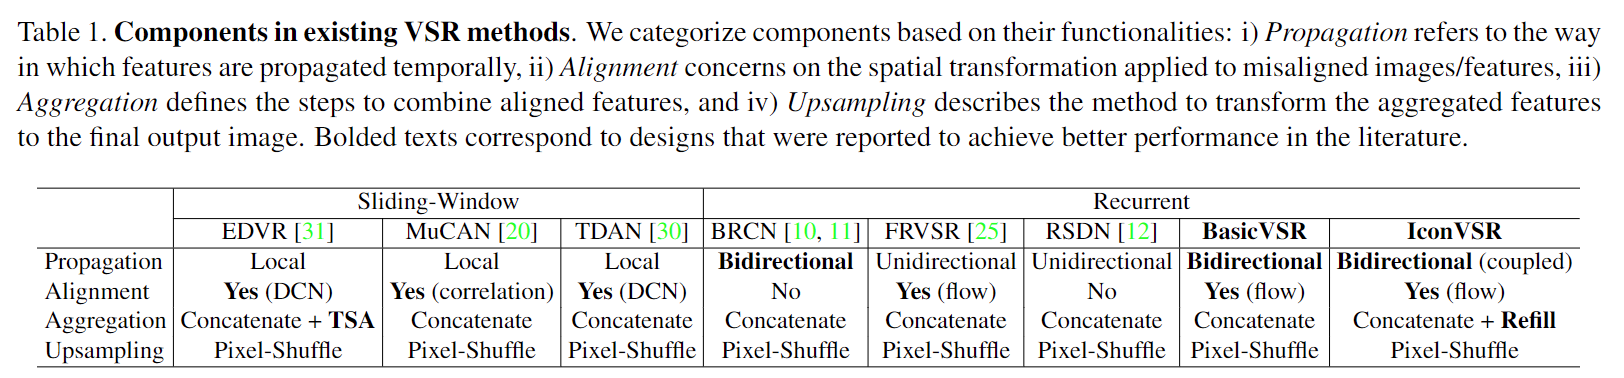 Table 1. Components in existing VSR methods. We categorize components based on their functionalities: i) Propagation refers to the way
in which features are propagated temporally, ii) Alignment concerns on the spatial transformation applied to misaligned images/features, iii)
Aggregation defines the steps to combine aligned features, and iv) Upsampling describes the method to transform the aggregated features
to the final output image. Bolded texts correspond to designs that were reported to achieve better performance in the literature.
Sliding-Window Recurrent
EDVR [31] MuCAN [20] TDAN [30] BRCN [10, 11] FRVSR [25] RSDN [12] BasicVSR IconVSR
Propagation Local Local Local Bidirectional Unidirectional Unidirectional Bidirectional Bidirectional (coupled)
Alignment Yes (DCN) Yes (correlation) Yes (DCN) No Yes (flow) No Yes (flow) Yes (flow)
Aggregation Concatenate + TSA Concatenate Concatenate Concatenate Concatenate Concatenate Concatenate Concatenate + Refill
Upsampling Pixel-Shuffle Pixel-Shuffle Pixel-Shuffle Pixel-Shuffle Pixel-Shuffle Pixel-Shuffle Pixel-Shuffle Pixel-Shuffle